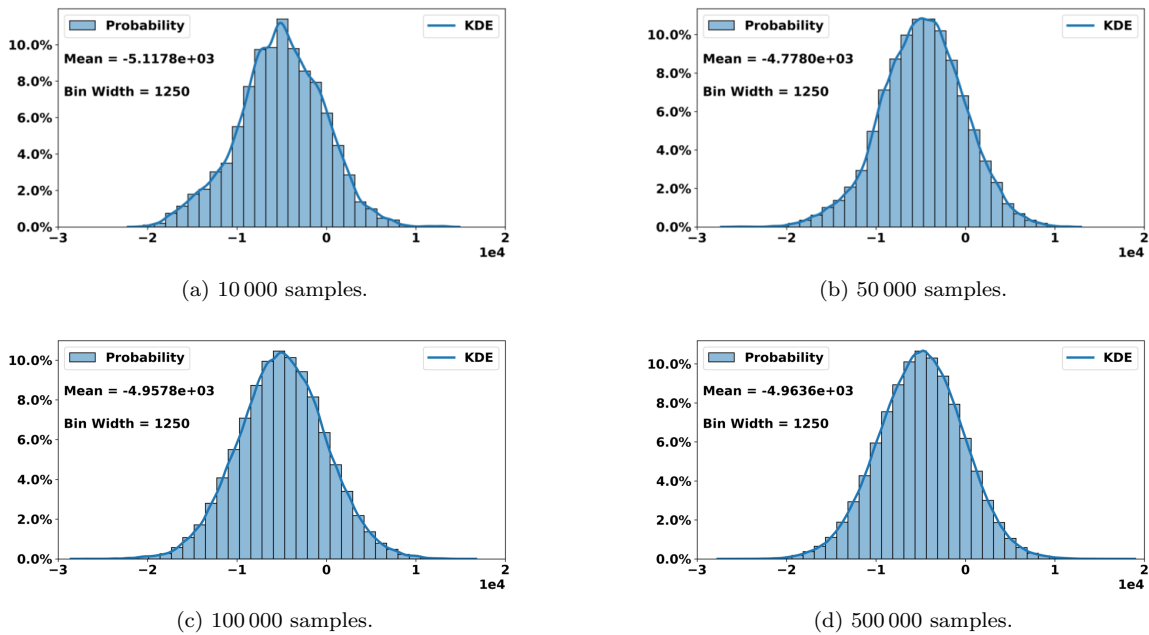 Probability
KDE
10.0%
Mean = -5.1178e+03
8.0%
Bin Width = 1250
6.0%
4.0%
2.0%
0.0%
−3 −2 −1 0 1 2
1e4
(a) 10 000 samples.
Probability
KDE
10.0%
Mean = -4.7780e+03
8.0%
Bin Width = 1250
6.0%
4.0%
2.0%
0.0%
−3 −2 −1 0 1 2
1e4
(b) 50 000 samples.
Probability
KDE
10.0%
Mean = -4.9578e+03
8.0%
Bin Width = 1250
6.0%
4.0%
2.0%
0.0%
−3 −2 −1 0 1 2
1e4
(c) 100 000 samples.
Probability
KDE
10.0%
Mean = -4.9636e+03
8.0%
Bin Width = 1250
6.0%
4.0%
2.0%
0.0%
−3 −2 −1 0 1 2
1e4
(d) 500 000 samples.